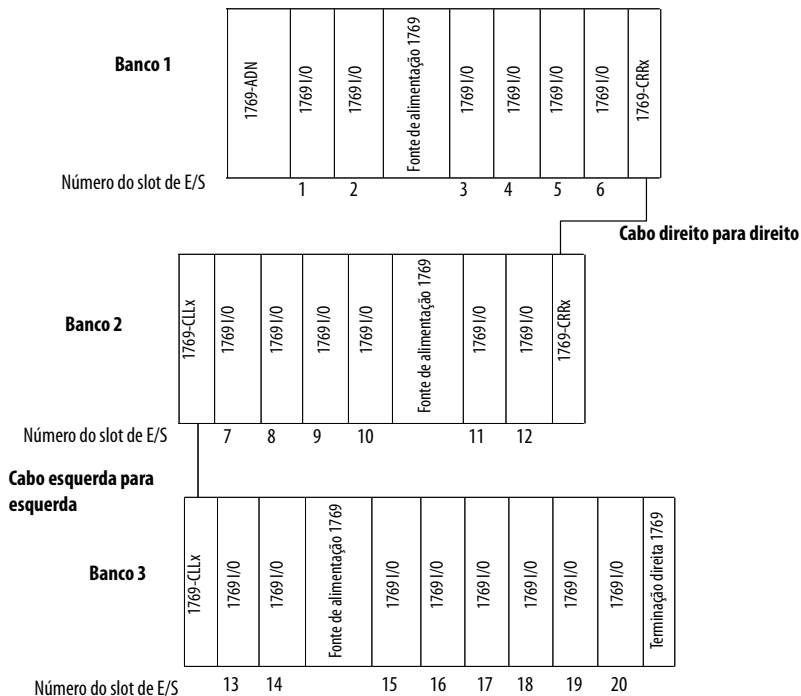 Banco 1
1769-ADN
1769 I/O
1769 I/O
Fonte de alimentação 1769
1769 I/O
1769 I/O
1769 I/O
1769 I/O
1769-CRRx
Número do slot de E/S
1 2 3 4 5 6
Cabo direito para direito
Banco 2
1769-CLLx
1769 I/O
1769 I/O
1769 I/O
1769 I/O
Fonte de alimentação 1769
1769 I/O
1769 I/O
1769-CRRx
Número do slot de E/S
7 8 9 10 11 12
Cabo esquerda para
esquerda
Banco 3
1769-CLLx
1769 I/O
1769 I/O
Fonte de alimentação 1769
1769 I/O
1769 I/O
1769 I/O
1769 I/O
1769 I/O
1769 I/O
Terminação direita 1769
Número do slot de E/S
13 14 15 16 17 18 19 20